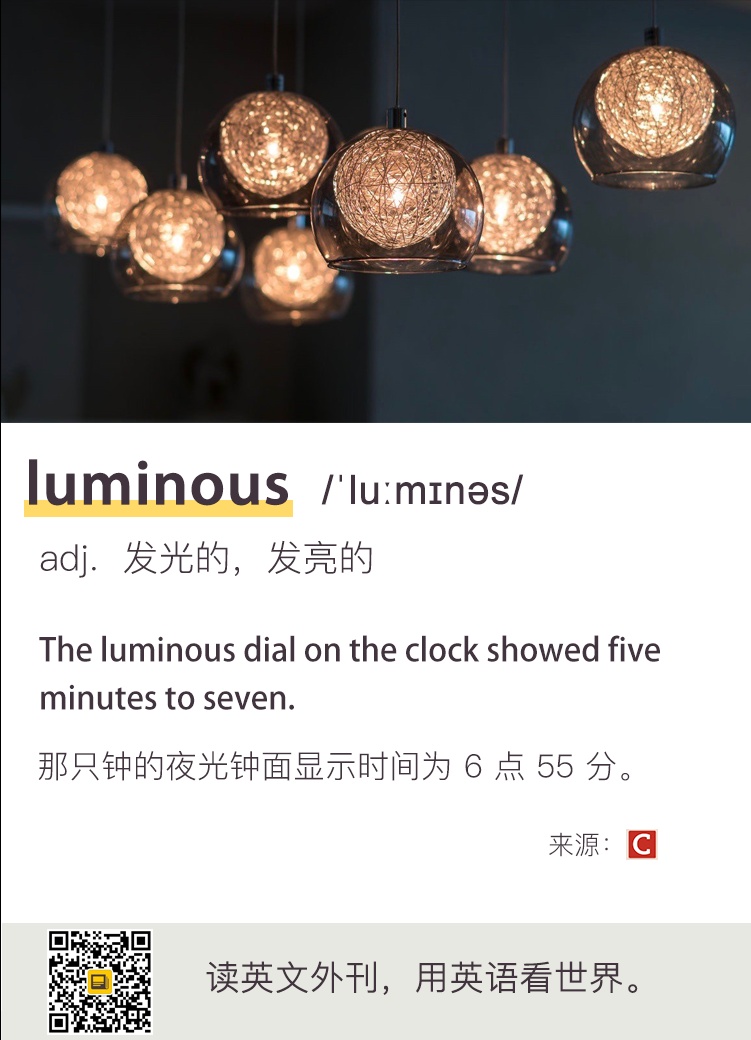 luminous /ˈluːmɪnəs/
adj. 发光的，发亮的
The luminous dial on the clock showed five
minutes to seven.
那只钟的夜光钟面显示时间为 6 点 55 分。
来源： C
读英文外刊，用英语看世界。